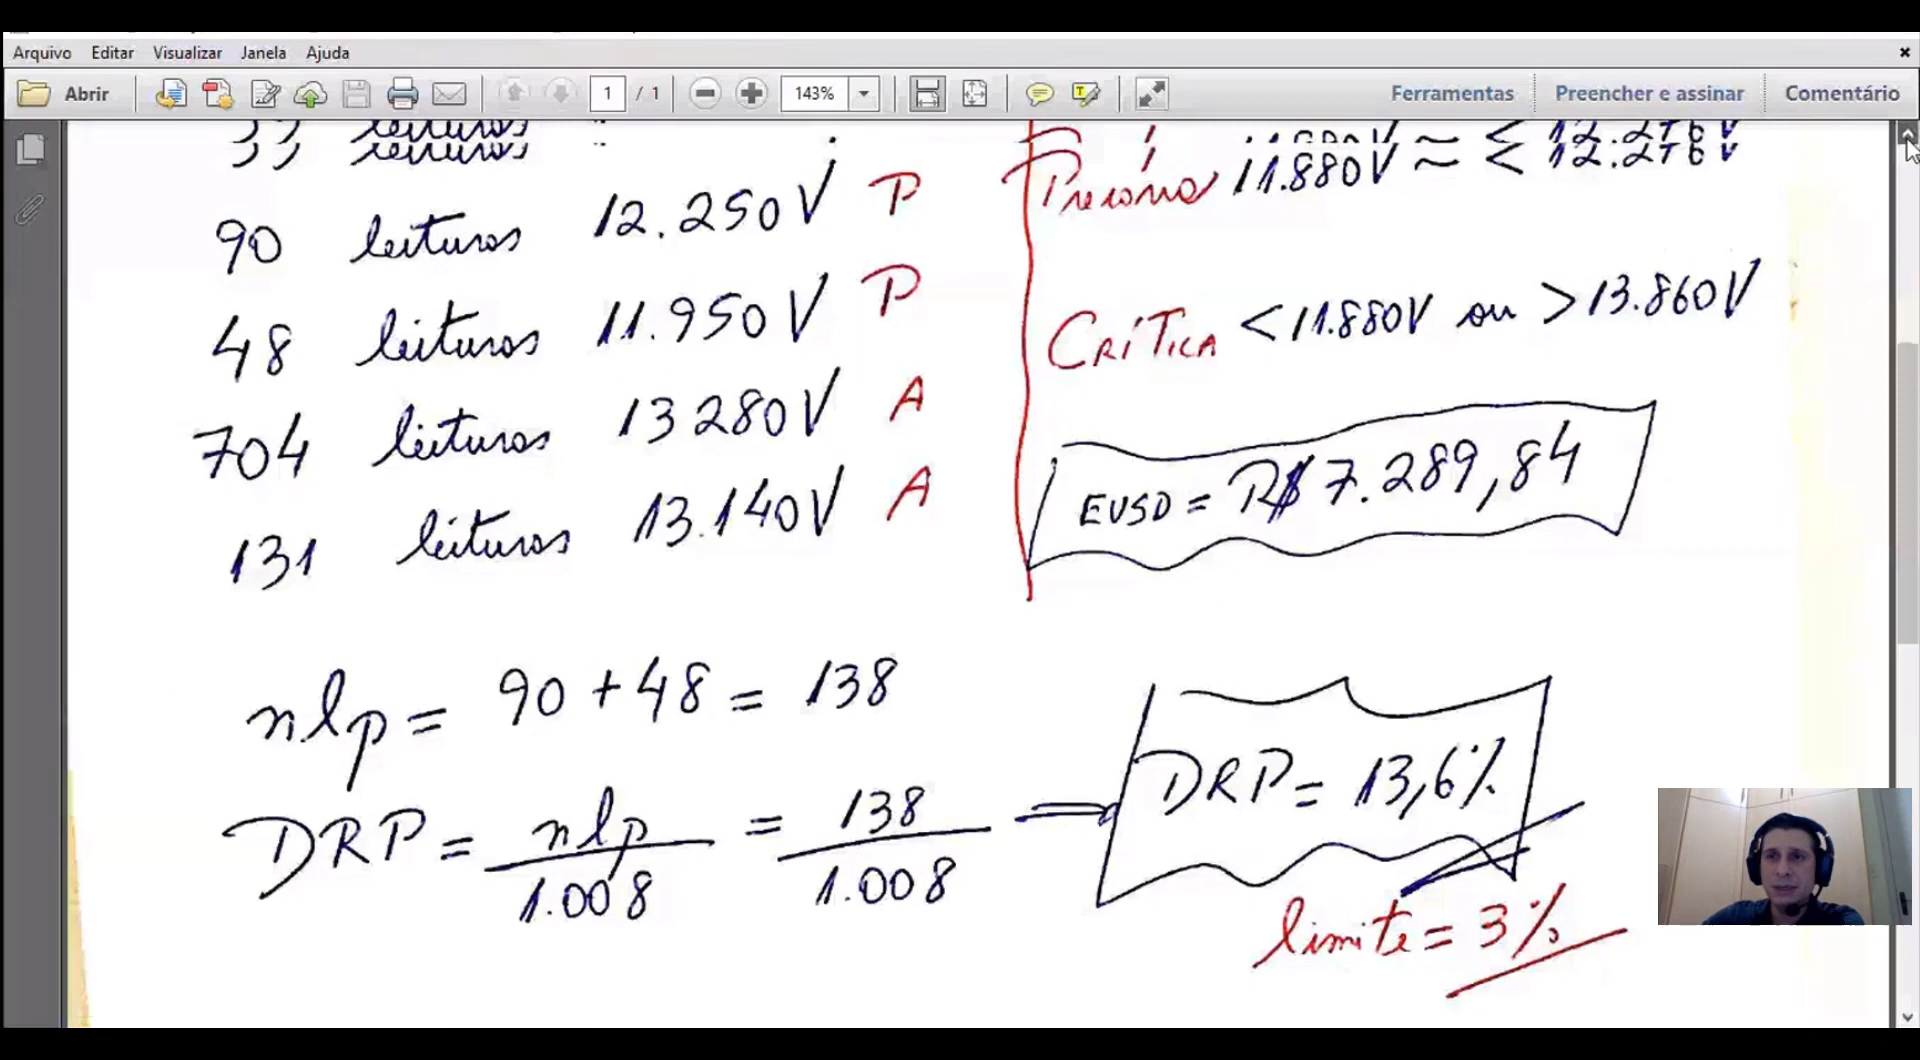 Arquivo Editar Visualizar Janela Ajuda
Abrir 1 / 1 143% Ferramentas Preencher e assinar Comentário
leituras
Precária 11.880V ≈ < 12.276V
90 leituras 12.250V P
48 leituras 11.950V P
CRÍTICA < 11.880V ou > 13.860V
704 leituras 13280V A
EUSD = R$ 7.289,84
131 leituras 13.140V A
nlp = 90 + 48 = 138
DRP = nlp / 1.008 = 138 / 1.008
DRP = 13,6%
limite = 3%